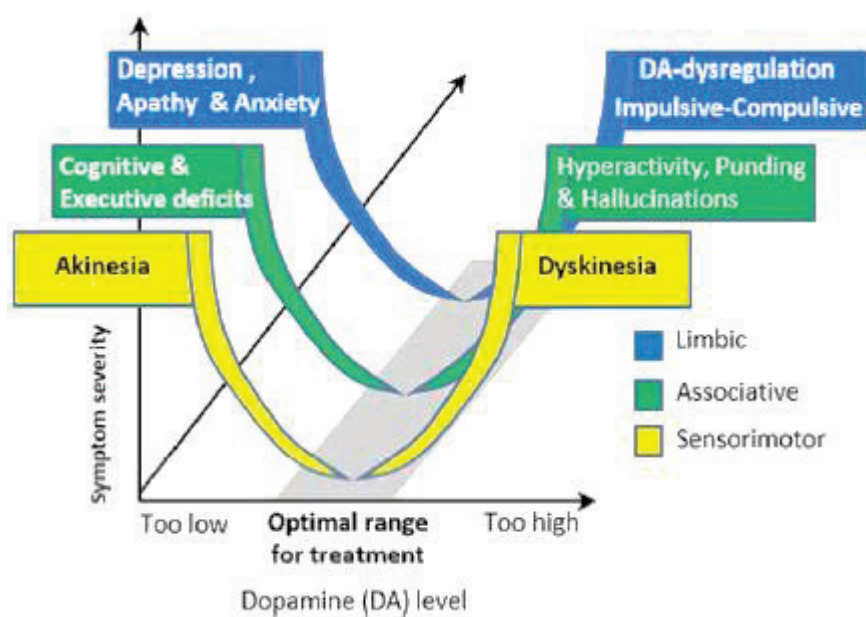 Depression ,
Apathy & Anxiety
DA-dysregulation
Impulsive-Compulsive
Cognitive &
Executive deficits
Hyperactivity, Punding
& Hallucinations
Akinesia
Dyskinesia
Limbic
Associative
Sensorimotor
Symptom severity
Too low
Optimal range
for treatment
Too high
Dopamine (DA) level